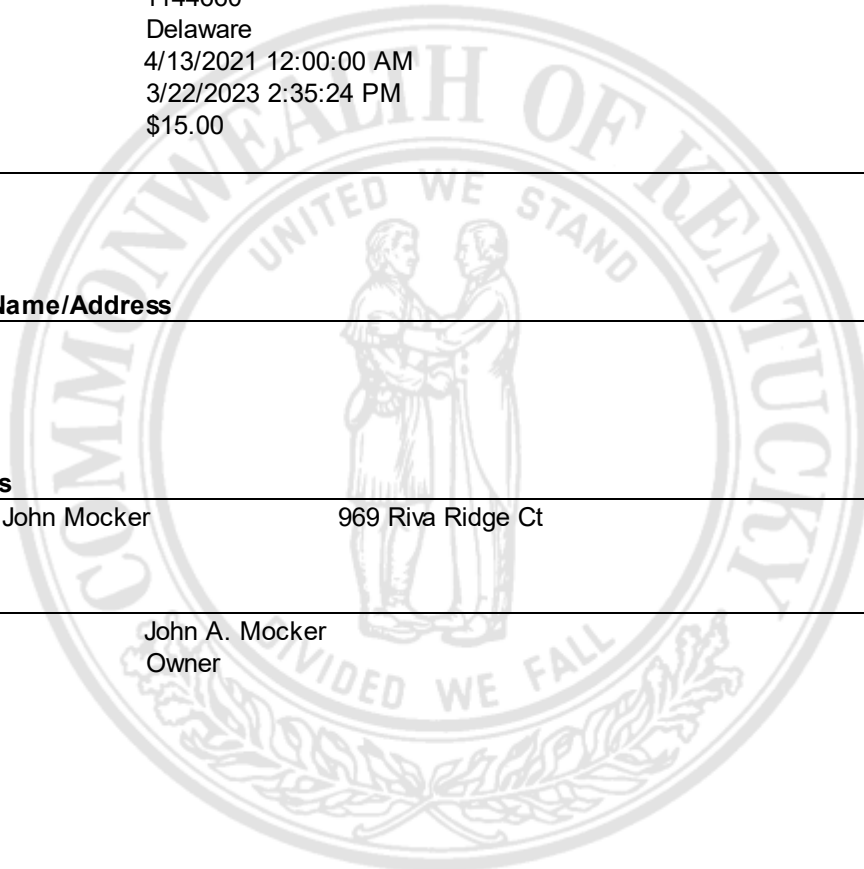 Delaware
4/13/2021 12:00:00 AM
3/22/2023 2:35:24 PM
$15.00
COMMONWEALTH OF KENTUCKY
UNITED WE STAND
Name/Address
s
John Mocker 969 Riva Ridge Ct
John A. Mocker
Owner
DIVIDED WE FALL